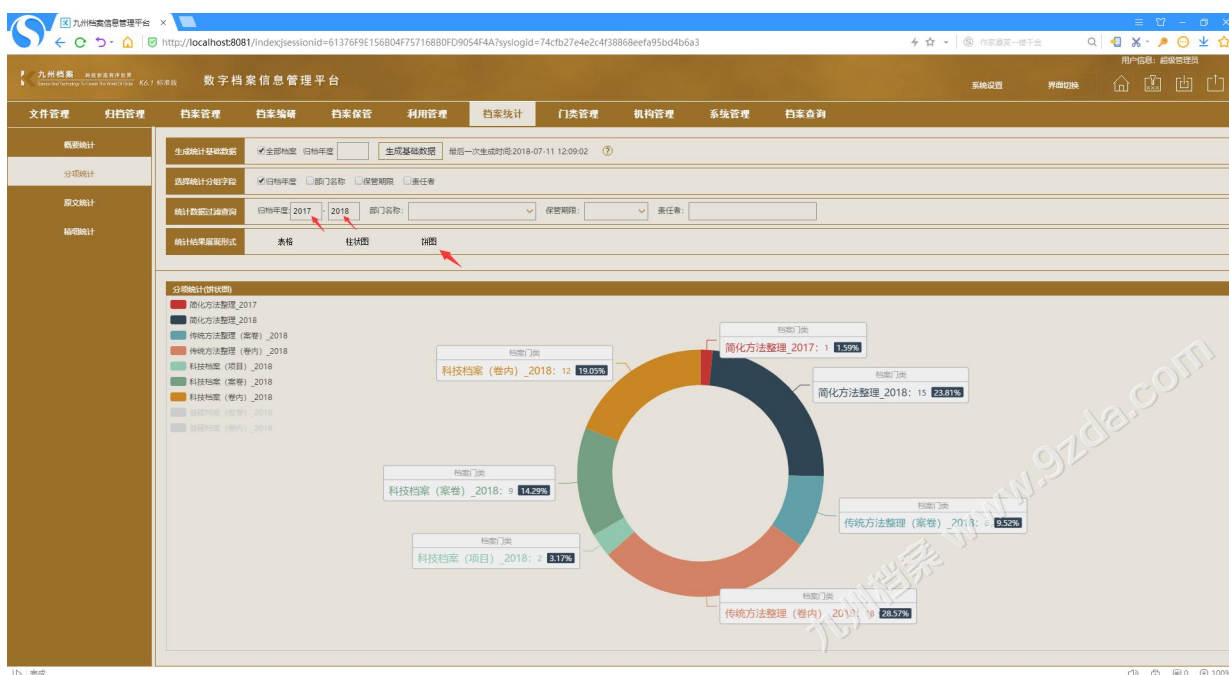 九州档案信息管理平台 ×
http://localhost:8081/index;jsessionid=61376F9E156B04F757168B0FD9054F4A?syslogid=74cfb27e4e2c4f38868eefa95bd4b6a3
用户信息：超级管理员
九州档案 科技创造有序世界 K6.1 标准版 数字档案信息管理平台
系统设置 界面切换
文件管理 归档管理 档案管理 档案编研 档案保管 利用管理 档案统计 门类管理 机构管理 系统管理 档案查询
概要统计
分项统计
原文统计
精细统计
生成统计基础数据 全部档案 归档年度 生成基础数据 最后一次生成时间:2018-07-11 12:09:02 ?
选择统计分组字段 归档年度 部门名称 保管期限 责任者
统计数据过滤查询 归档年度: 2017 - 2018 部门名称: 保管期限: 责任者:
统计结果展现形式 表格 柱状图 饼图
分项统计(饼状图)
简化方法整理_2017
简化方法整理_2018
传统方法整理（案卷）_2018
传统方法整理（卷内）_2018
科技档案（项目）_2018
科技档案（案卷）_2018
科技档案（卷内）_2018
档案门类
简化方法整理_2017: 1 1.59%
档案门类
科技档案（卷内）_2018: 12 19.05%
档案门类
简化方法整理_2018: 15 23.81%
档案门类
科技档案（案卷）_2018: 9 14.29%
档案门类
传统方法整理（案卷）_2018: 6 9.52%
档案门类
科技档案（项目）_2018: 2 3.17%
档案门类
传统方法整理（卷内）_2018: 18 28.57%
九州档案 www.9zda.com
完成
0 100%